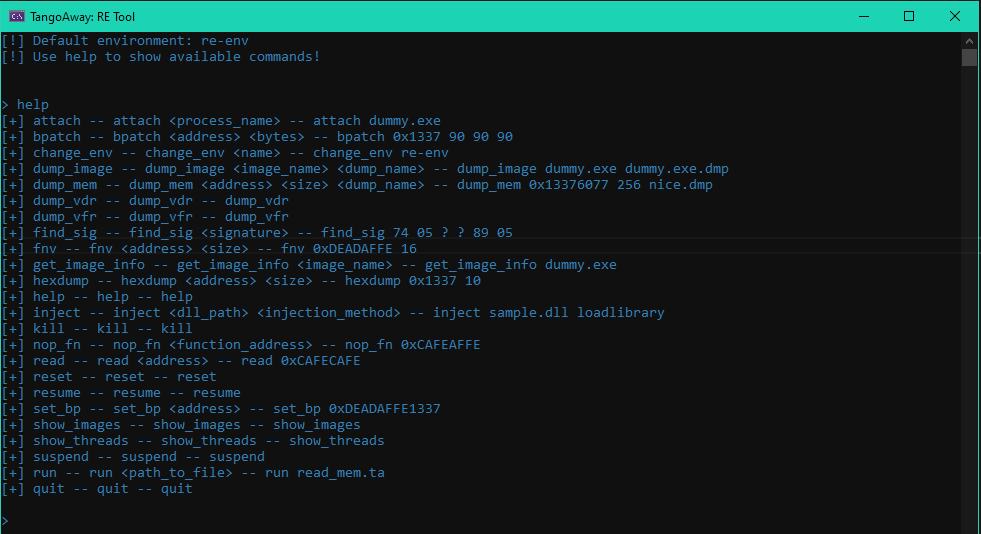 TangoAway: RE Tool
[!] Default environment: re-env
[!] Use help to show available commands!
> help
[+] attach -- attach <process_name> -- attach dummy.exe
[+] bpatch -- bpatch <address> <bytes> -- bpatch 0x1337 90 90 90
[+] change_env -- change_env <name> -- change_env re-env
[+] dump_image -- dump_image <image_name> <dump_name> -- dump_image dummy.exe dummy.exe.dmp
[+] dump_mem -- dump_mem <address> <size> <dump_name> -- dump_mem 0x13376077 256 nice.dmp
[+] dump_vdr -- dump_vdr -- dump_vdr
[+] dump_vfr -- dump_vfr -- dump_vfr
[+] find_sig -- find_sig <signature> -- find_sig 74 05 ? ? 89 05
[+] fnv -- fnv <address> <size> -- fnv 0xDEADAFFE 16
[+] get_image_info -- get_image_info <image_name> -- get_image_info dummy.exe
[+] hexdump -- hexdump <address> <size> -- hexdump 0x1337 10
[+] help -- help -- help
[+] inject -- inject <dll_path> <injection_method> -- inject sample.dll loadlibrary
[+] kill -- kill -- kill
[+] nop_fn -- nop_fn <function_address> -- nop_fn 0xCAFEAFFE
[+] read -- read <address> -- read 0xCAFECAFE
[+] reset -- reset -- reset
[+] resume -- resume -- resume
[+] set_bp -- set_bp <address> -- set_bp 0xDEADAFFE1337
[+] show_images -- show_images -- show_images
[+] show_threads -- show_threads -- show_threads
[+] suspend -- suspend -- suspend
[+] run -- run <path_to_file> -- run read_mem.ta
[+] quit -- quit -- quit
>